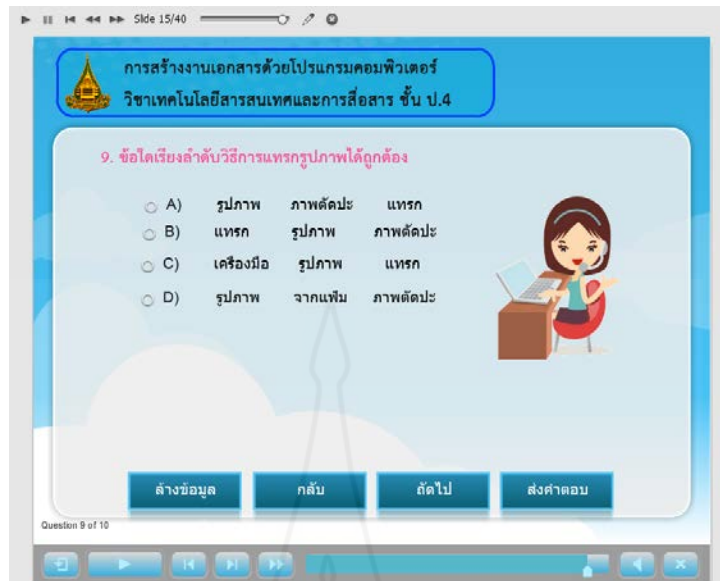 Slide 15/40
การสร้างงานเอกสารด้วยโปรแกรมคอมพิวเตอร์
วิชาเทคโนโลยีสารสนเทศและการสื่อสาร ชั้น ป.4
9. ข้อใดเรียงลำดับวิธีการแทรกรูปภาพได้ถูกต้อง
A) รูปภาพ ภาพตัดปะ แทรก
B) แทรก รูปภาพ ภาพตัดปะ
C) เครื่องมือ รูปภาพ แทรก
D) รูปภาพ จากแฟ้ม ภาพตัดปะ
ล้างข้อมูล กลับ ถัดไป ส่งคำตอบ
Question 9 of 10